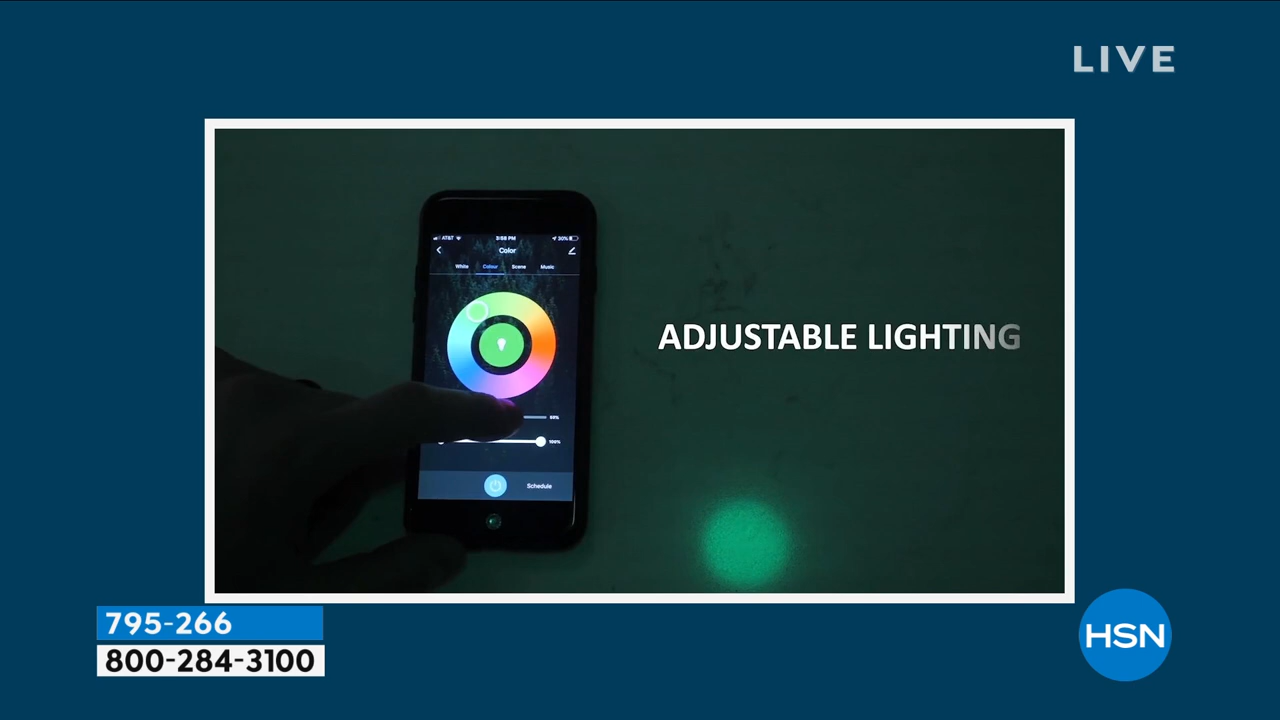 LIVE
AT&T 3:58 PM 30%
Color
White Colour Scene Music
ADJUSTABLE LIGHTING
100%
Schedule
795-266
800-284-3100
HSN